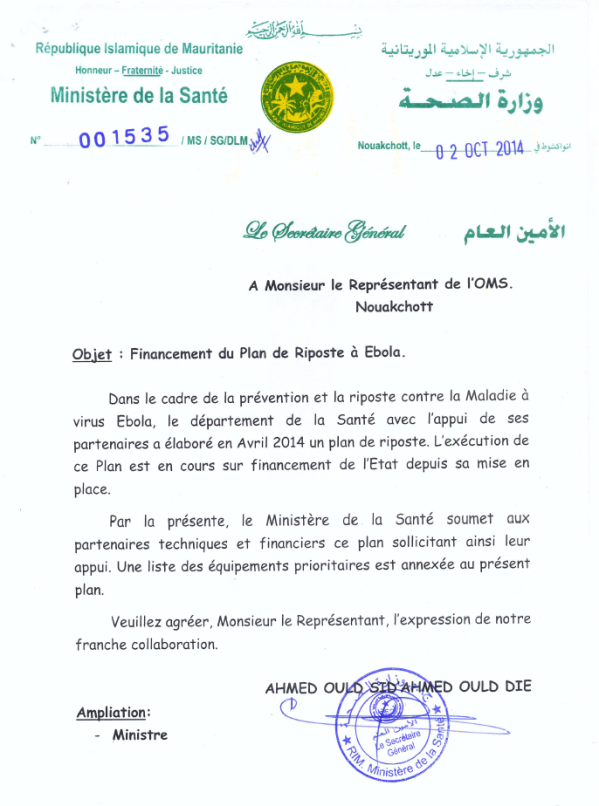 بسم الله الرحمن الرحيم
République Islamique de Mauritanie
الجمهورية الإسلامية الموريتانية
Honneur – Fraternité - Justice
شرف – إخاء – عدل
Ministère de la Santé
وزارة الصحة
N° 001535 / MS / SG/DLM
Nouakchott, le 02 OCT 2014 انواكشوط في
Le Secrétaire Général
الأمين العام
A Monsieur le Représentant de l'OMS.
Nouakchott
Objet : Financement du Plan de Riposte à Ebola.
Dans le cadre de la prévention et la riposte contre la Maladie à
virus Ebola, le département de la Santé avec l'appui de ses
partenaires a élaboré en Avril 2014 un plan de riposte. L'exécution de
ce Plan est en cours sur financement de l'Etat depuis sa mise en
place.
Par la présente, le Ministère de la Santé soumet aux
partenaires techniques et financiers ce plan sollicitant ainsi leur
appui. Une liste des équipements prioritaires est annexée au présent
plan.
Veuillez agréer, Monsieur le Représentant, l'expression de notre
franche collaboration.
AHMED OULD SID AHMED OULD DIE
Ampliation:
- Ministre
الأمين العام
Le Secrétaire
Général
RIM. Ministère de la Santé